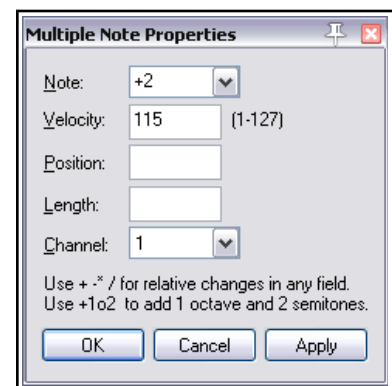 Multiple Note Properties
Note: +2
Velocity: 115 (1-127)
Position:
Length:
Channel: 1
Use + -* / for relative changes in any field.
Use +1o2 to add 1 octave and 2 semitones.
OK Cancel Apply